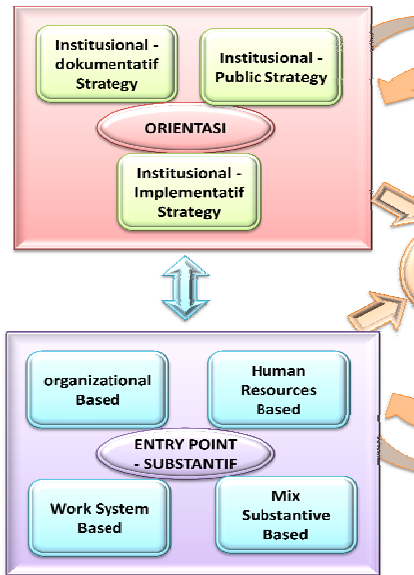 Institusional -
dokumentatif
Strategy
Institusional -
Public Strategy
ORIENTASI
Institusional -
Implementatif
Strategy
organizational
Based
Human
Resources
Based
ENTRY POINT
- SUBSTANTIF
Work System
Based
Mix
Substantive
Based